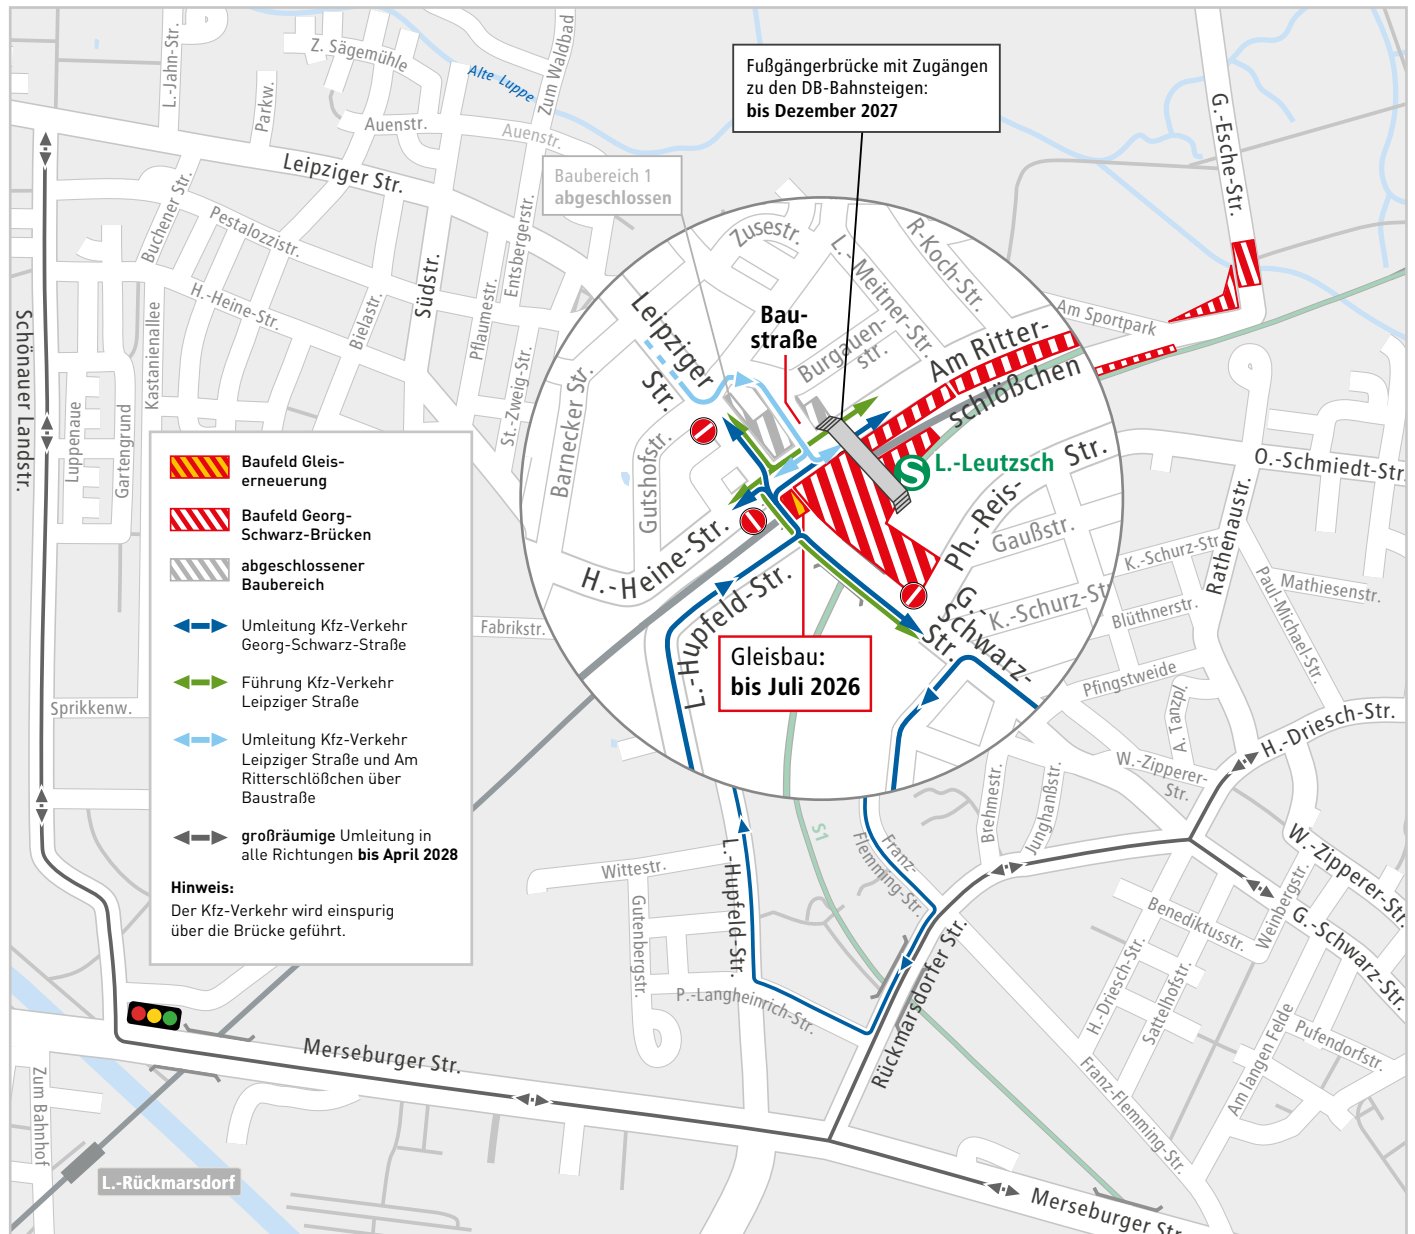 L.-Jahn-Str.
Z. Sägemühle
Zum Waldbad
Parkw.
Alte Luppe
Auenstr.
Auenstr.
Leipziger Str.
Fußgängerbrücke mit Zugängen
zu den DB-Bahnsteigen:
bis Dezember 2027
G.-Esche-Str.
Baubereich 1
abgeschlossen
Buchener Str.
Pestalozzistr.
H.-Heine-Str.
Südstr.
Bielastr.
Pflaumestr.
Entsbergerstr.
St.-Zweig-Str.
Schönauer Landstr.
Kastanienallee
Luppenaue
Gartengrund
Zusestr.
L.-Meitner-Str.
R-Koch-Str.
Burgauen-
str.
Bau-
straße
Leipziger
Str.
Am Ritter-
schlößchen
Am Sportpark
Barnecker Str.
Gutshofstr.
H.-Heine-Str.
L.-Hupfeld-Str.
L.-Leutzsch
Ph.-Reis-
Str.
Gaußstr.
K.-Schurz-Str
G.-
Schwarz-
Str.
O.-Schmiedt-Str.
Rathenaustr.
K.-Schurz-Str
Mathiesenstr.
Paul-Michael-Str.
Blüthnerstr.
Pfingstweide
A. Tanzpl.
H.-Driesch-Str.
W.-Zipperer-
Str.
Gleisbau:
bis Juli 2026
Fabrikstr.
Sprikkenw.
Baufeld Gleis-
erneuerung
Baufeld Georg-
Schwarz-Brücken
abgeschlossener
Baubereich
Umleitung Kfz-Verkehr
Georg-Schwarz-Straße
Führung Kfz-Verkehr
Leipziger Straße
Umleitung Kfz-Verkehr
Leipziger Straße und Am
Ritterschlößchen über
Baustraße
großräumige Umleitung in
alle Richtungen bis April 2028
Hinweis:
Der Kfz-Verkehr wird einspurig
über die Brücke geführt.
Brehmestr.
Junghanßstr.
S1
Franz-
Flemming-Str.
Wittestr.
Gutenbergstr.
L.-Hupfeld-Str.
P.-Langheinrich-Str.
Rückmarsdorfer Str.
W.-Zipperer-Str.
Weinbergstr.
G.-Schwarz-Str.
Benediktusstr.
H.-Driesch-Str.
Sattelhofstr.
Am langen Felde
Pufendorfstr.
Franz-Flemming-Str.
Merseburger Str.
Zum Bahnhof
L.-Rückmarsdorf
Merseburger Str.
S